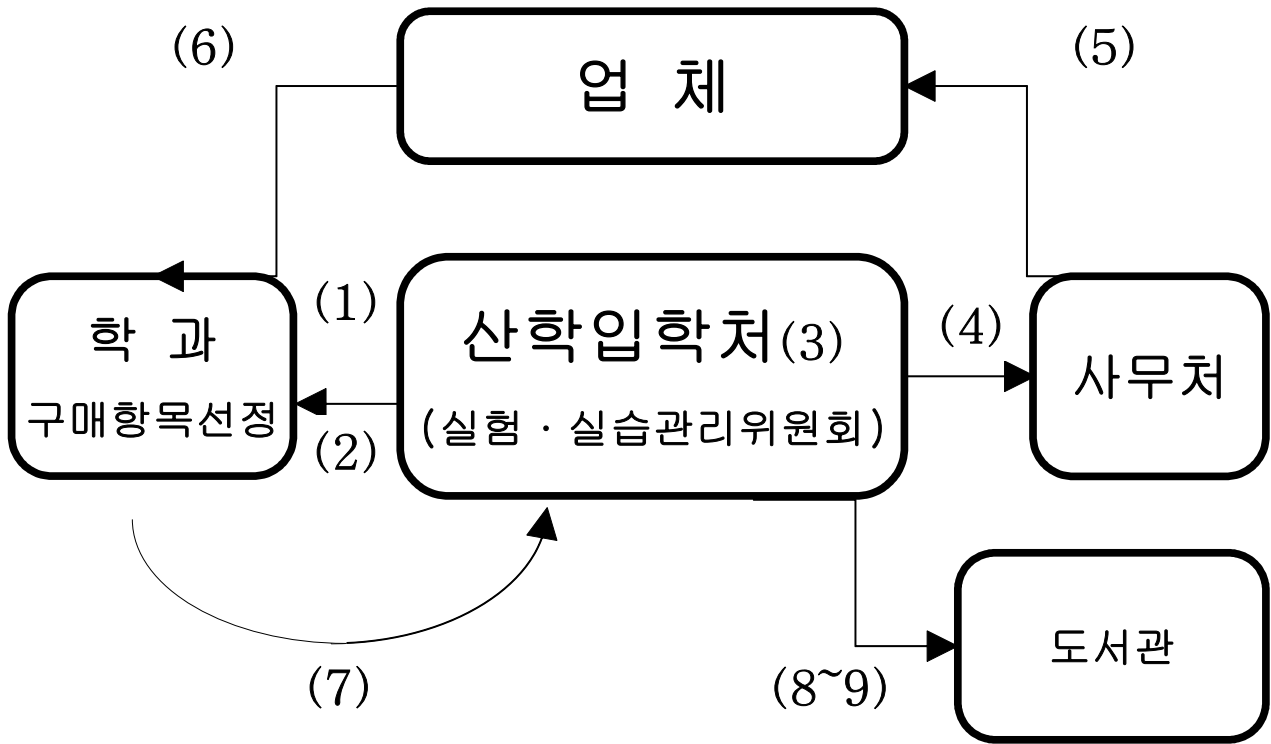 (6)
업 체
(5)
학 과
구매항목선정
(1)
(2)
산학입학처(3)
(실험 · 실습관리위원회)
(4)
사무처
(7)
(8~9)
도서관